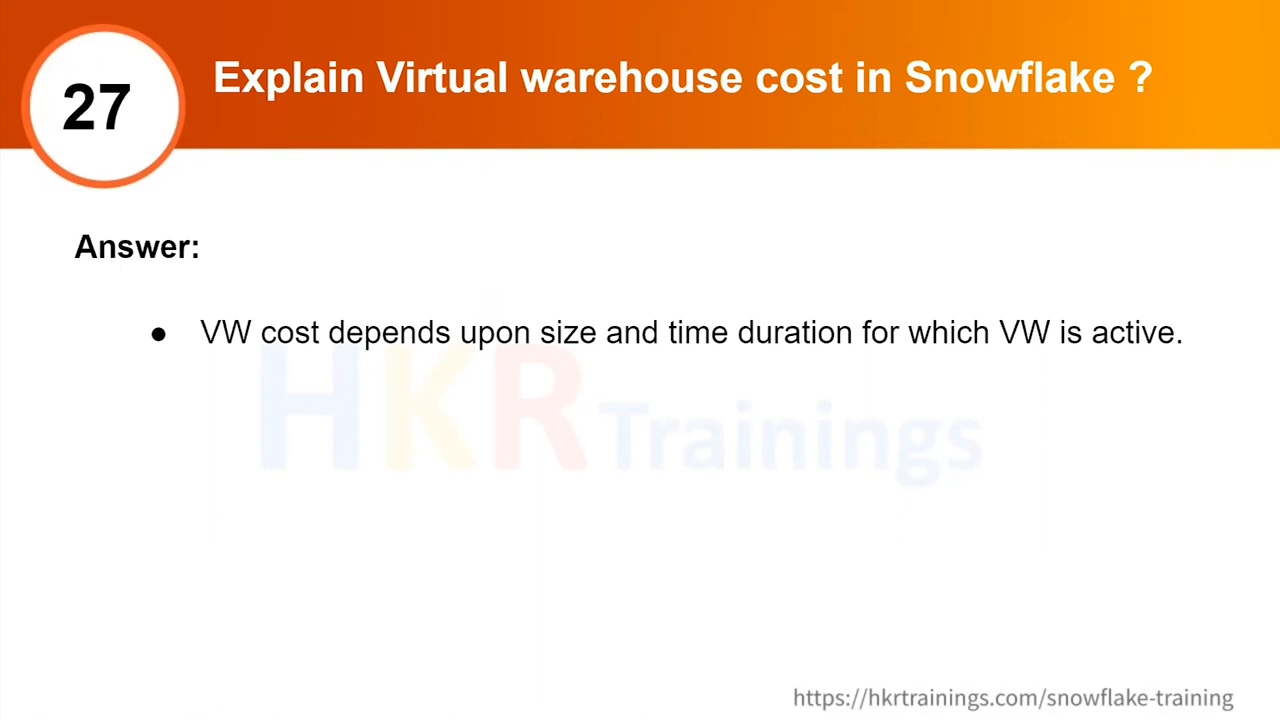 27
Explain Virtual warehouse cost in Snowflake ?
Answer:
● VW cost depends upon size and time duration for which VW is active.
HKR Trainings
https://hkrtrainings.com/snowflake-training